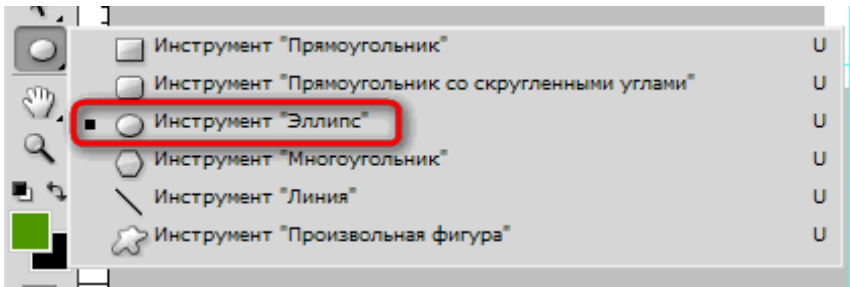 Инструмент "Прямоугольник" U
Инструмент "Прямоугольник со скругленными углами" U
Инструмент "Эллипс" U
Инструмент "Многоугольник" U
Инструмент "Линия" U
Инструмент "Произвольная фигура" U